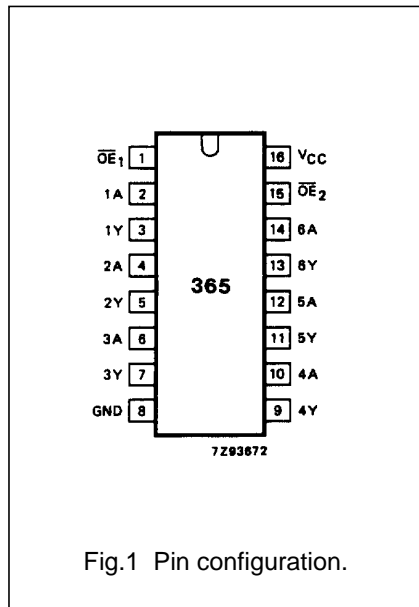 OE1 1 16 VCC
1A 2 15 OE2
1Y 3 14 6A
2A 4 13 6Y
2Y 5 12 5A
3A 6 11 5Y
3Y 7 10 4A
GND 8 9 4Y
365
7Z93672
Fig.1 Pin configuration.